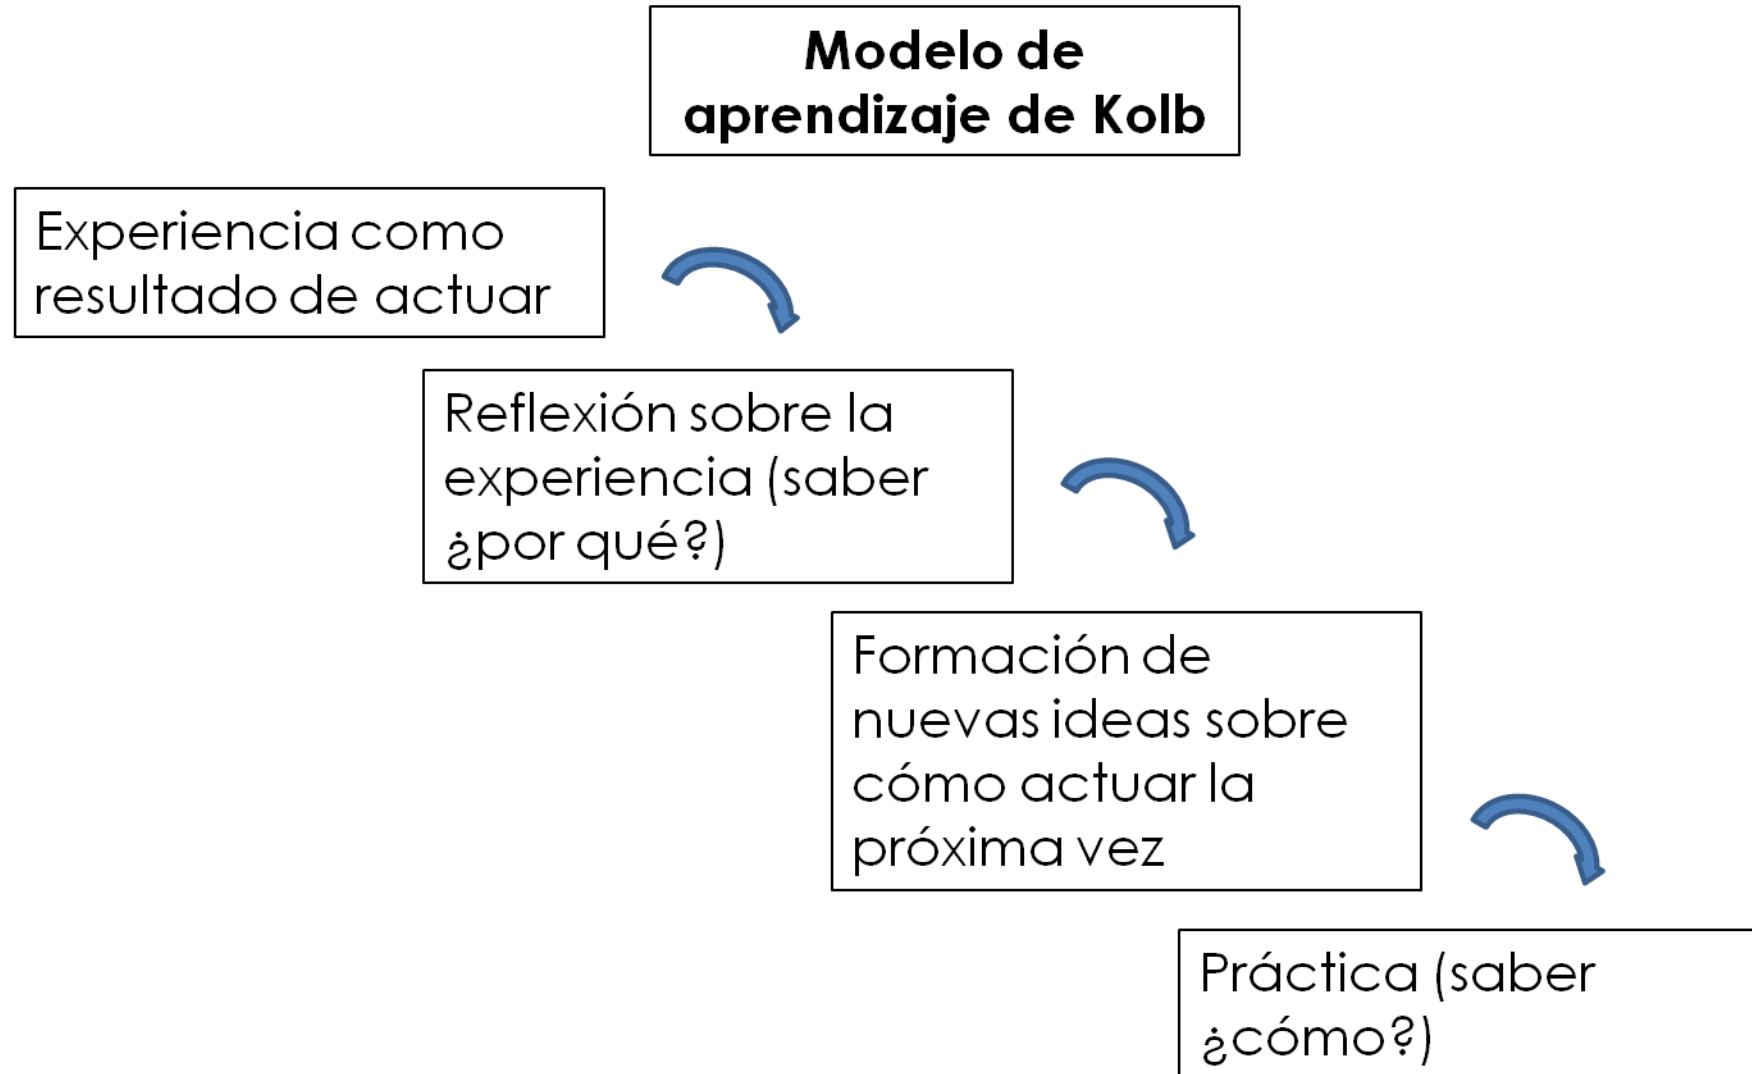 Modelo de
aprendizaje de Kolb
Experiencia como
resultado de actuar
Reflexión sobre la
experiencia (saber
¿por qué?)
Formación de
nuevas ideas sobre
cómo actuar la
próxima vez
Práctica (saber
¿cómo?)